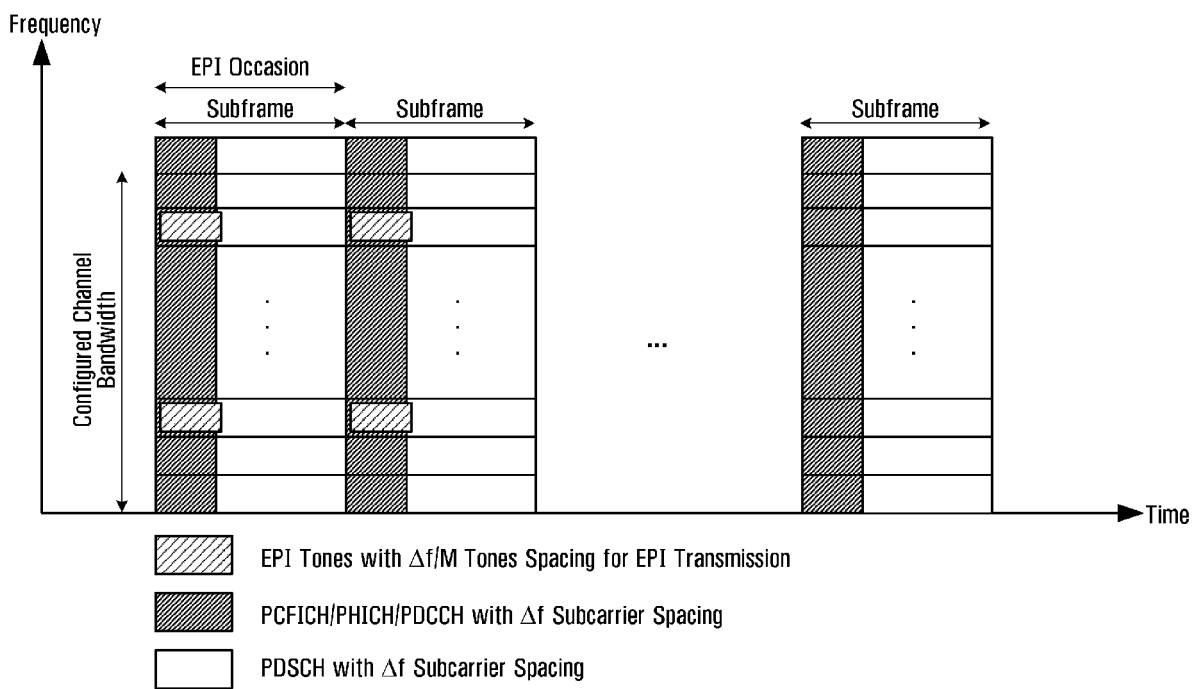 Frequency
EPI Occasion
Subframe
Subframe
Subframe
Configured Channel
Bandwidth
...
Time
EPI Tones with Δf/M Tones Spacing for EPI Transmission
PCFICH/PHICH/PDCCH with Δf Subcarrier Spacing
PDSCH with Δf Subcarrier Spacing